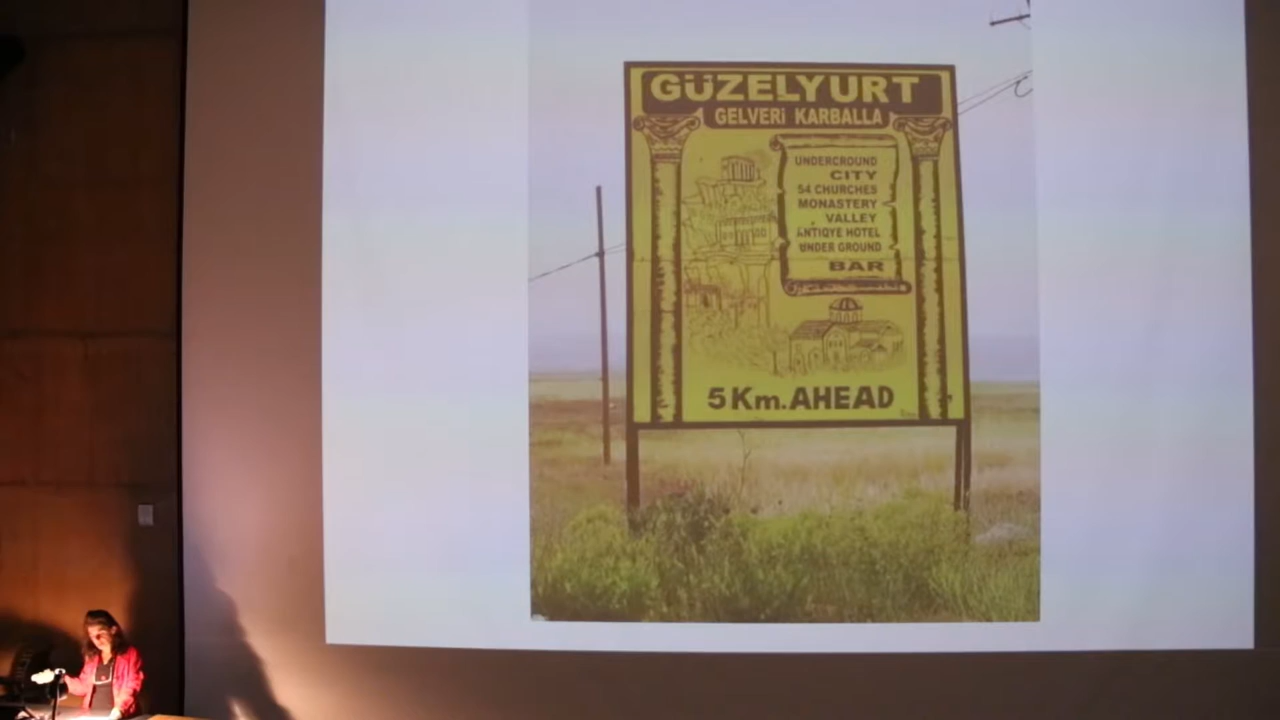 GÜZELYURT
GELVERİ KARBALLA
UNDERGROUND
CITY
54 CHURCHES
MONASTERY
VALLEY
ANTIQYE HOTEL
UNDER GROUND
BAR
5 Km. AHEAD